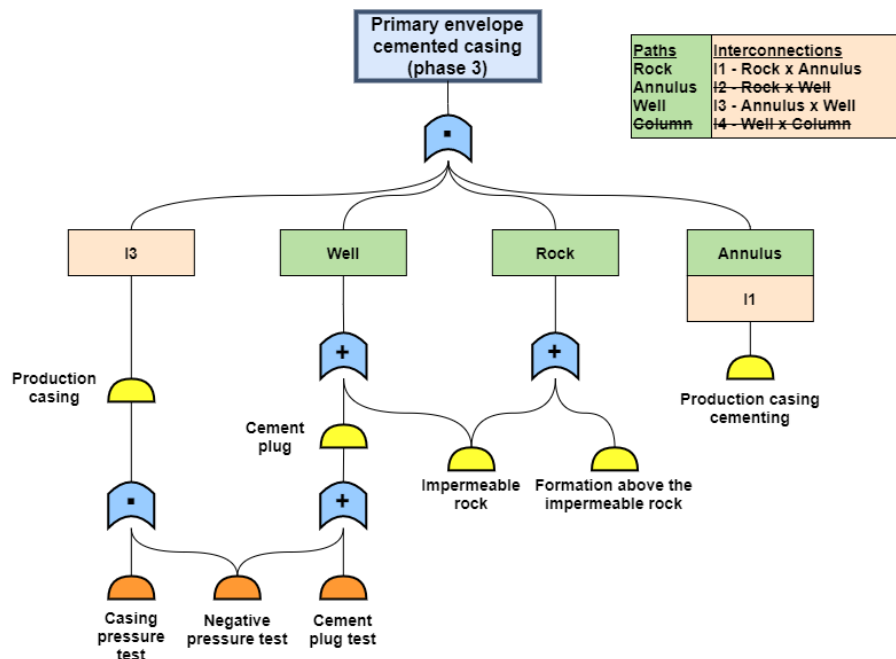 Primary envelope
cemented casing
(phase 3)
Paths Interconnections
Rock I1 - Rock x Annulus
Annulus I2 - Rock x Well
Well I3 - Annulus x Well
Column I4 - Well x Column
I3
Well
Rock
Annulus
I1
+
+
Production
casing
Cement
plug
Impermeable
rock
Formation above the
impermeable rock
Production casing
cementing
+
Casing
pressure
test
Negative
pressure test
Cement
plug test